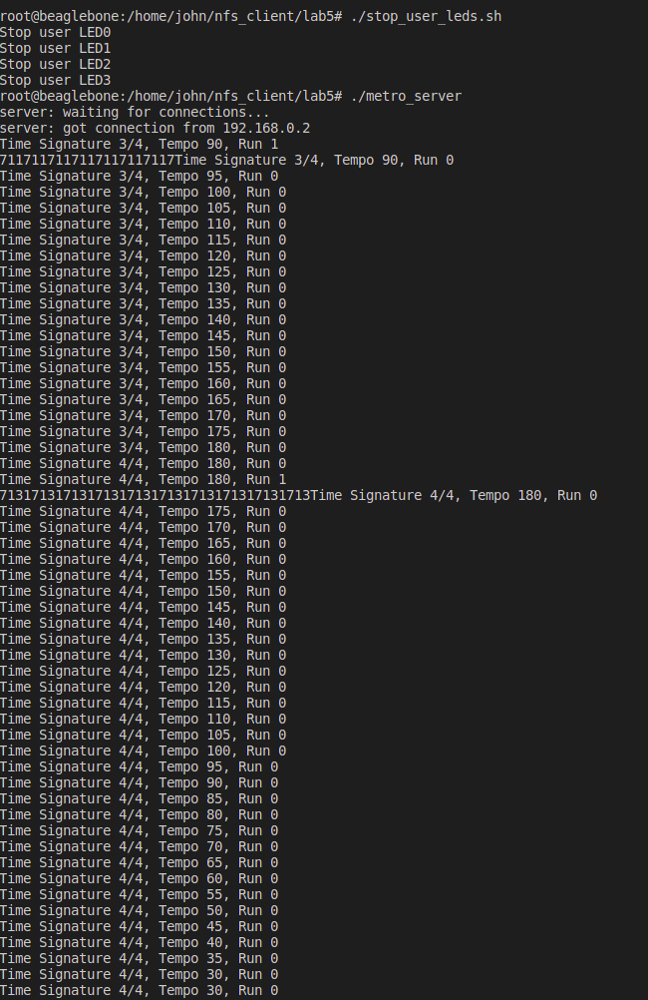 root@beaglebone:/home/john/nfs_client/lab5# ./stop_user_leds.sh
Stop user LED0
Stop user LED1
Stop user LED2
Stop user LED3
root@beaglebone:/home/john/nfs_client/lab5# ./metro_server
server: waiting for connections...
server: got connection from 192.168.0.2
Time Signature 3/4, Tempo 90, Run 1
7117117117117117117117Time Signature 3/4, Tempo 90, Run 0
Time Signature 3/4, Tempo 95, Run 0
Time Signature 3/4, Tempo 100, Run 0
Time Signature 3/4, Tempo 105, Run 0
Time Signature 3/4, Tempo 110, Run 0
Time Signature 3/4, Tempo 115, Run 0
Time Signature 3/4, Tempo 120, Run 0
Time Signature 3/4, Tempo 125, Run 0
Time Signature 3/4, Tempo 130, Run 0
Time Signature 3/4, Tempo 135, Run 0
Time Signature 3/4, Tempo 140, Run 0
Time Signature 3/4, Tempo 145, Run 0
Time Signature 3/4, Tempo 150, Run 0
Time Signature 3/4, Tempo 155, Run 0
Time Signature 3/4, Tempo 160, Run 0
Time Signature 3/4, Tempo 165, Run 0
Time Signature 3/4, Tempo 170, Run 0
Time Signature 3/4, Tempo 175, Run 0
Time Signature 3/4, Tempo 180, Run 0
Time Signature 4/4, Tempo 180, Run 0
Time Signature 4/4, Tempo 180, Run 1
713171317131713171317131713171317131713Time Signature 4/4, Tempo 180, Run 0
Time Signature 4/4, Tempo 175, Run 0
Time Signature 4/4, Tempo 170, Run 0
Time Signature 4/4, Tempo 165, Run 0
Time Signature 4/4, Tempo 160, Run 0
Time Signature 4/4, Tempo 155, Run 0
Time Signature 4/4, Tempo 150, Run 0
Time Signature 4/4, Tempo 145, Run 0
Time Signature 4/4, Tempo 140, Run 0
Time Signature 4/4, Tempo 135, Run 0
Time Signature 4/4, Tempo 130, Run 0
Time Signature 4/4, Tempo 125, Run 0
Time Signature 4/4, Tempo 120, Run 0
Time Signature 4/4, Tempo 115, Run 0
Time Signature 4/4, Tempo 110, Run 0
Time Signature 4/4, Tempo 105, Run 0
Time Signature 4/4, Tempo 100, Run 0
Time Signature 4/4, Tempo 95, Run 0
Time Signature 4/4, Tempo 90, Run 0
Time Signature 4/4, Tempo 85, Run 0
Time Signature 4/4, Tempo 80, Run 0
Time Signature 4/4, Tempo 75, Run 0
Time Signature 4/4, Tempo 70, Run 0
Time Signature 4/4, Tempo 65, Run 0
Time Signature 4/4, Tempo 60, Run 0
Time Signature 4/4, Tempo 55, Run 0
Time Signature 4/4, Tempo 50, Run 0
Time Signature 4/4, Tempo 45, Run 0
Time Signature 4/4, Tempo 40, Run 0
Time Signature 4/4, Tempo 35, Run 0
Time Signature 4/4, Tempo 30, Run 0
Time Signature 4/4, Tempo 30, Run 0